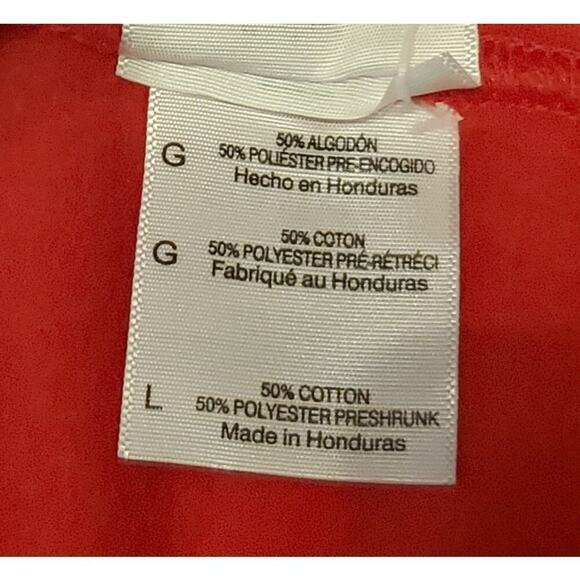 G
50% ALGODÓN
50% POLIÉSTER PRE-ENCOGIDO
Hecho en Honduras
G
50% COTON
50% POLYESTER PRÉ-RÉTRÉCI
Fabriqué au Honduras
L
50% COTTON
50% POLYESTER PRESHRUNK
Made in Honduras